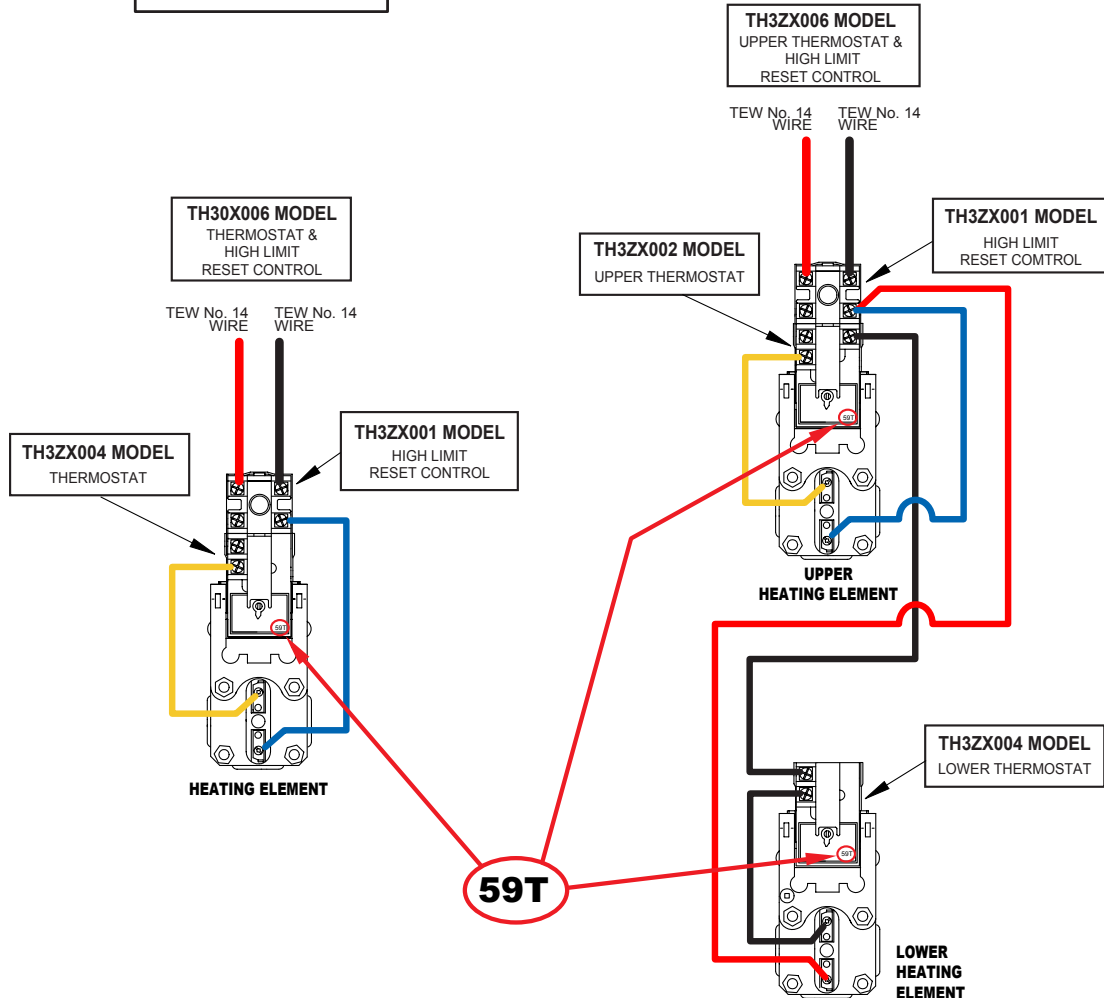 TH3ZX006 MODEL
UPPER THERMOSTAT &
HIGH LIMIT
RESET CONTROL
TEW No. 14
WIRE
TEW No. 14
WIRE
TH30X006 MODEL
THERMOSTAT &
HIGH LIMIT
RESET CONTROL
TH3ZX002 MODEL
UPPER THERMOSTAT
TH3ZX001 MODEL
HIGH LIMIT
RESET COMTROL
TEW No. 14
WIRE
TEW No. 14
WIRE
59T
TH3ZX004 MODEL
THERMOSTAT
TH3ZX001 MODEL
HIGH LIMIT
RESET CONTROL
UPPER
HEATING ELEMENT
59T
HEATING ELEMENT
TH3ZX004 MODEL
LOWER THERMOSTAT
59T
59T
LOWER
HEATING
ELEMENT